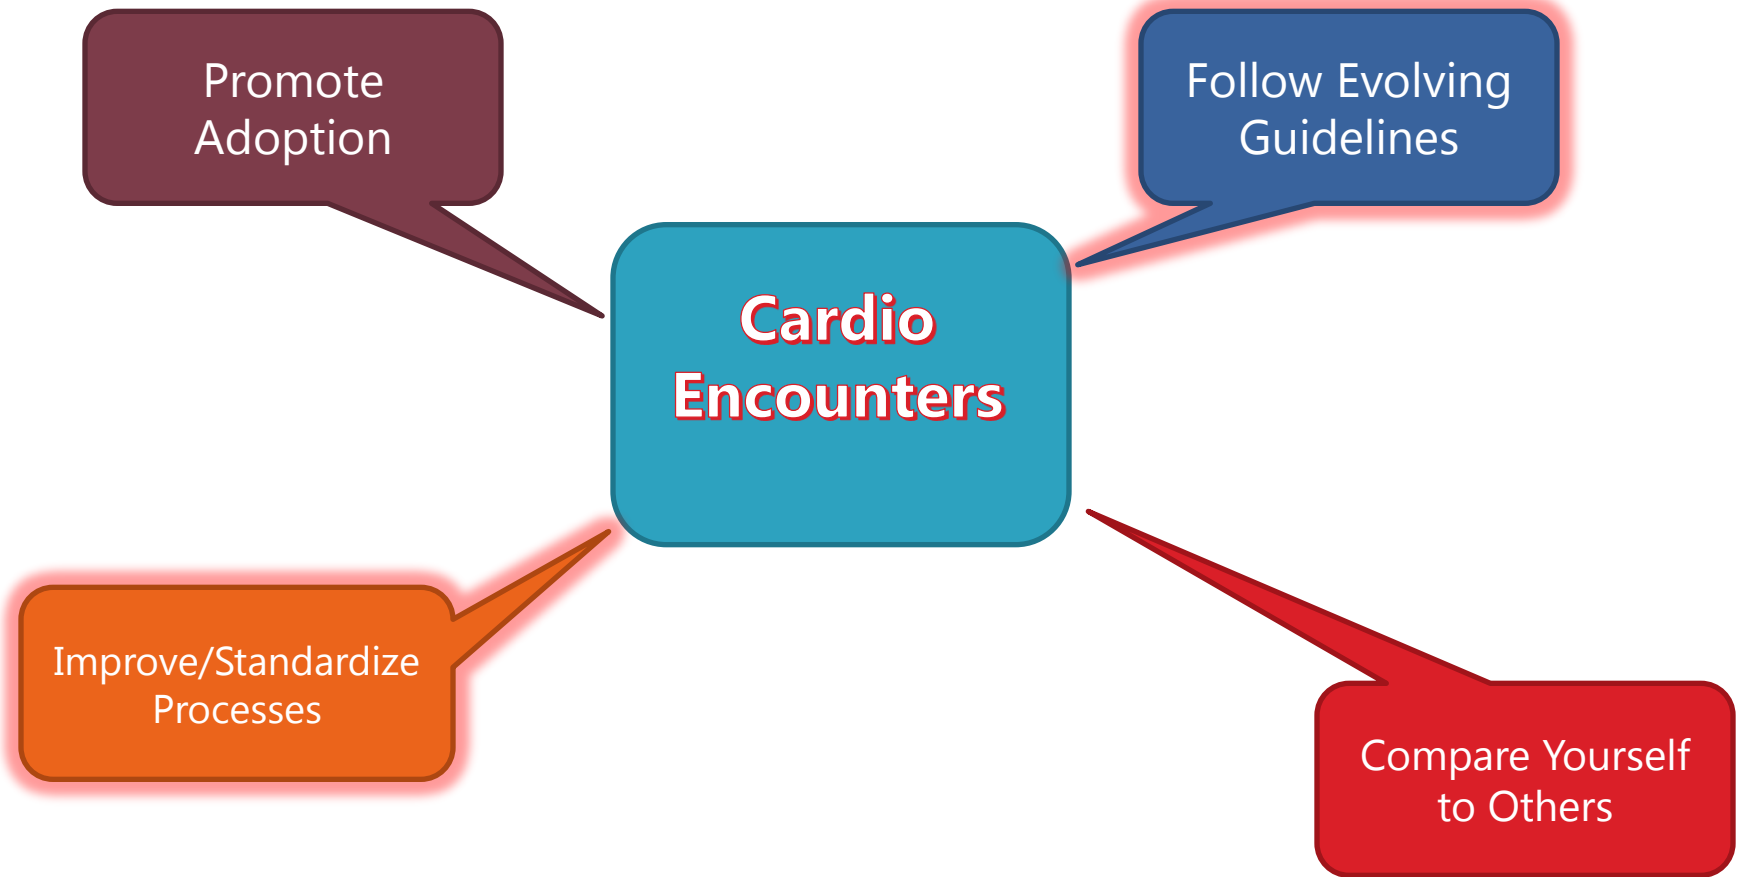 Promote
Adoption
Follow Evolving
Guidelines
Cardio
Encounters
Improve/Standardize
Processes
Compare Yourself
to Others